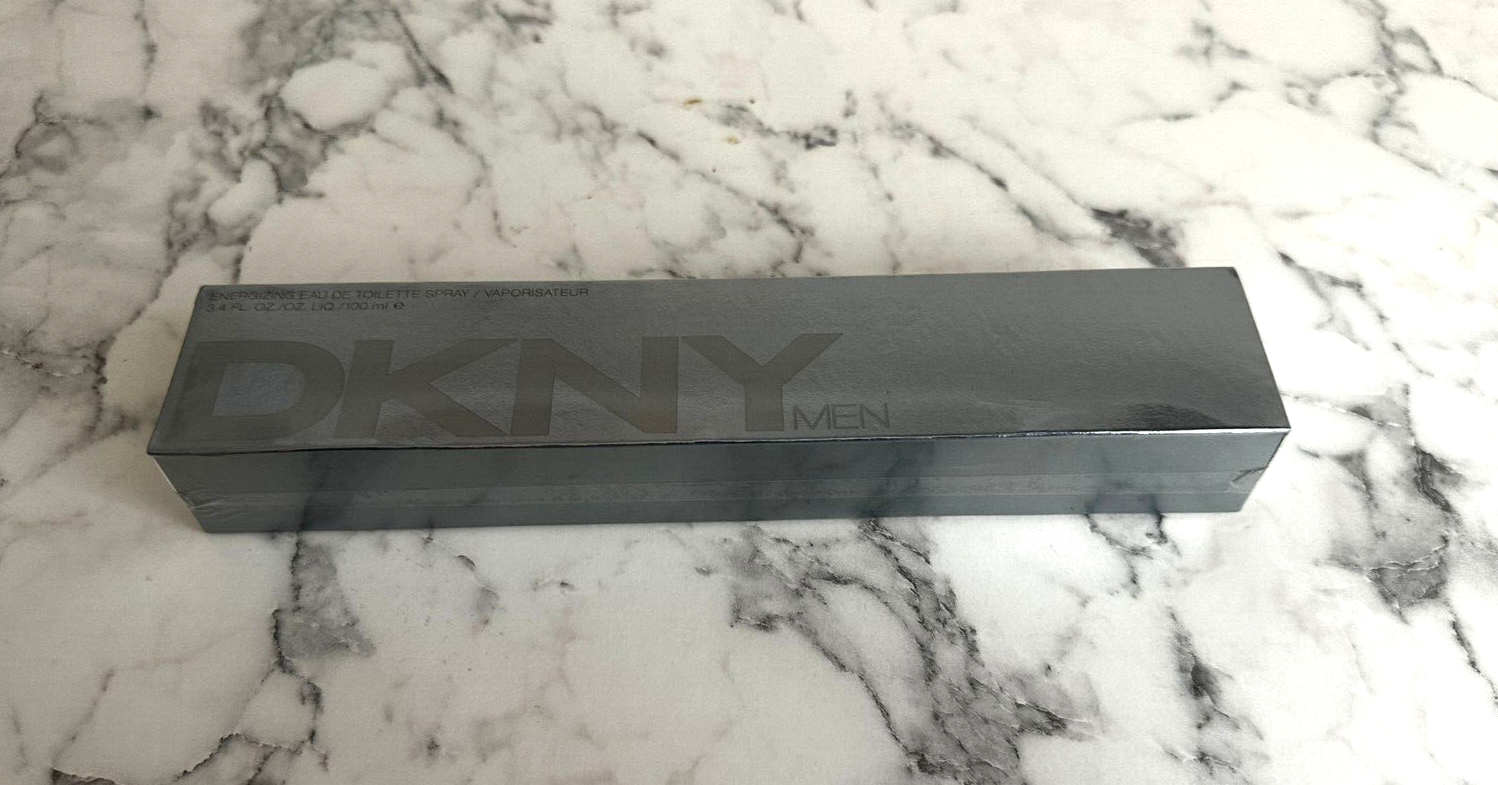 ENERGIZING EAU DE TOILETTE SPRAY / VAPORISATEUR
3.4 FL. OZ./OZ. LIQ./100 ml ℮
DKNY MEN